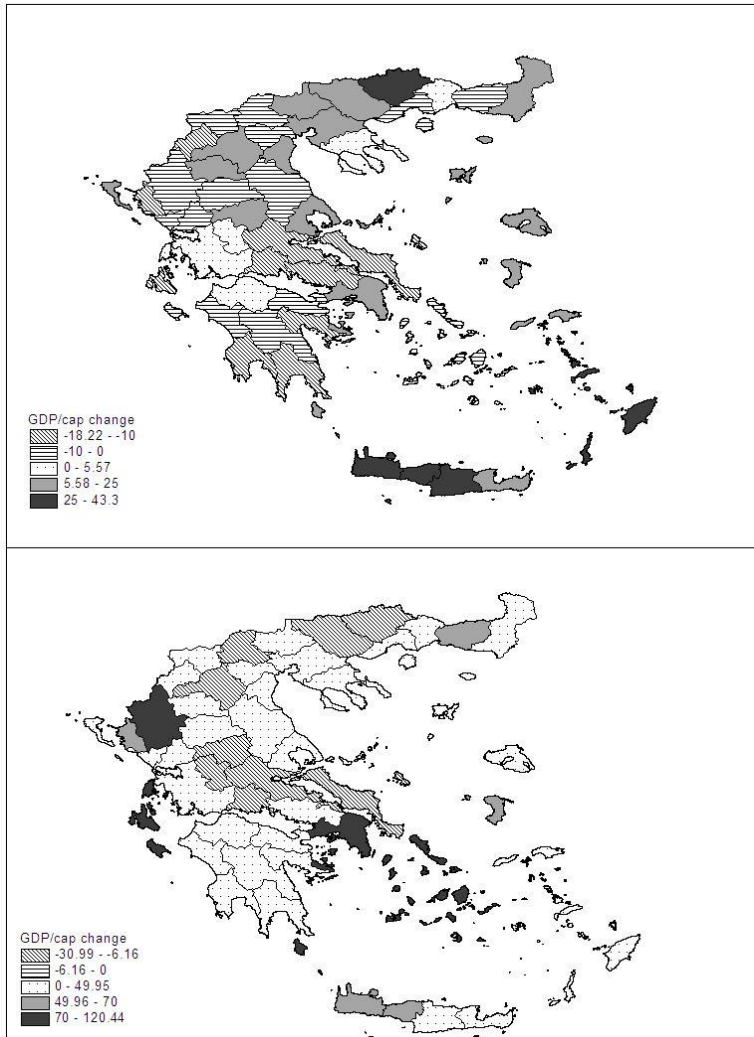 GDP/cap change
-18.22 - -10
-10 - 0
0 - 5.57
5.58 - 25
25 - 43.3
GDP/cap change
-30.99 - -6.16
-6.16 - 0
0 - 49.95
49.96 - 70
70 - 120.44